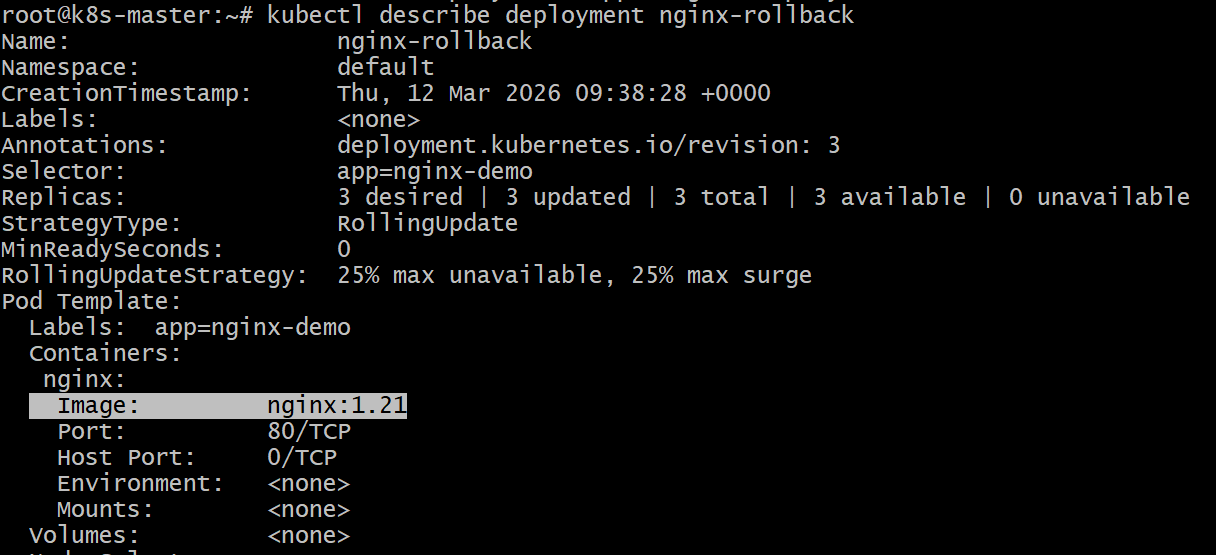 root@k8s-master:~# kubectl describe deployment nginx-rollback
Name:                   nginx-rollback
Namespace:              default
CreationTimestamp:      Thu, 12 Mar 2026 09:38:28 +0000
Labels:                 <none>
Annotations:            deployment.kubernetes.io/revision: 3
Selector:               app=nginx-demo
Replicas:               3 desired | 3 updated | 3 total | 3 available | 0 unavailable
StrategyType:           RollingUpdate
MinReadySeconds:        0
RollingUpdateStrategy:  25% max unavailable, 25% max surge
Pod Template:
  Labels:  app=nginx-demo
  Containers:
   nginx:
    Image:         nginx:1.21
    Port:          80/TCP
    Host Port:     0/TCP
    Environment:   <none>
    Mounts:        <none>
  Volumes:         <none>